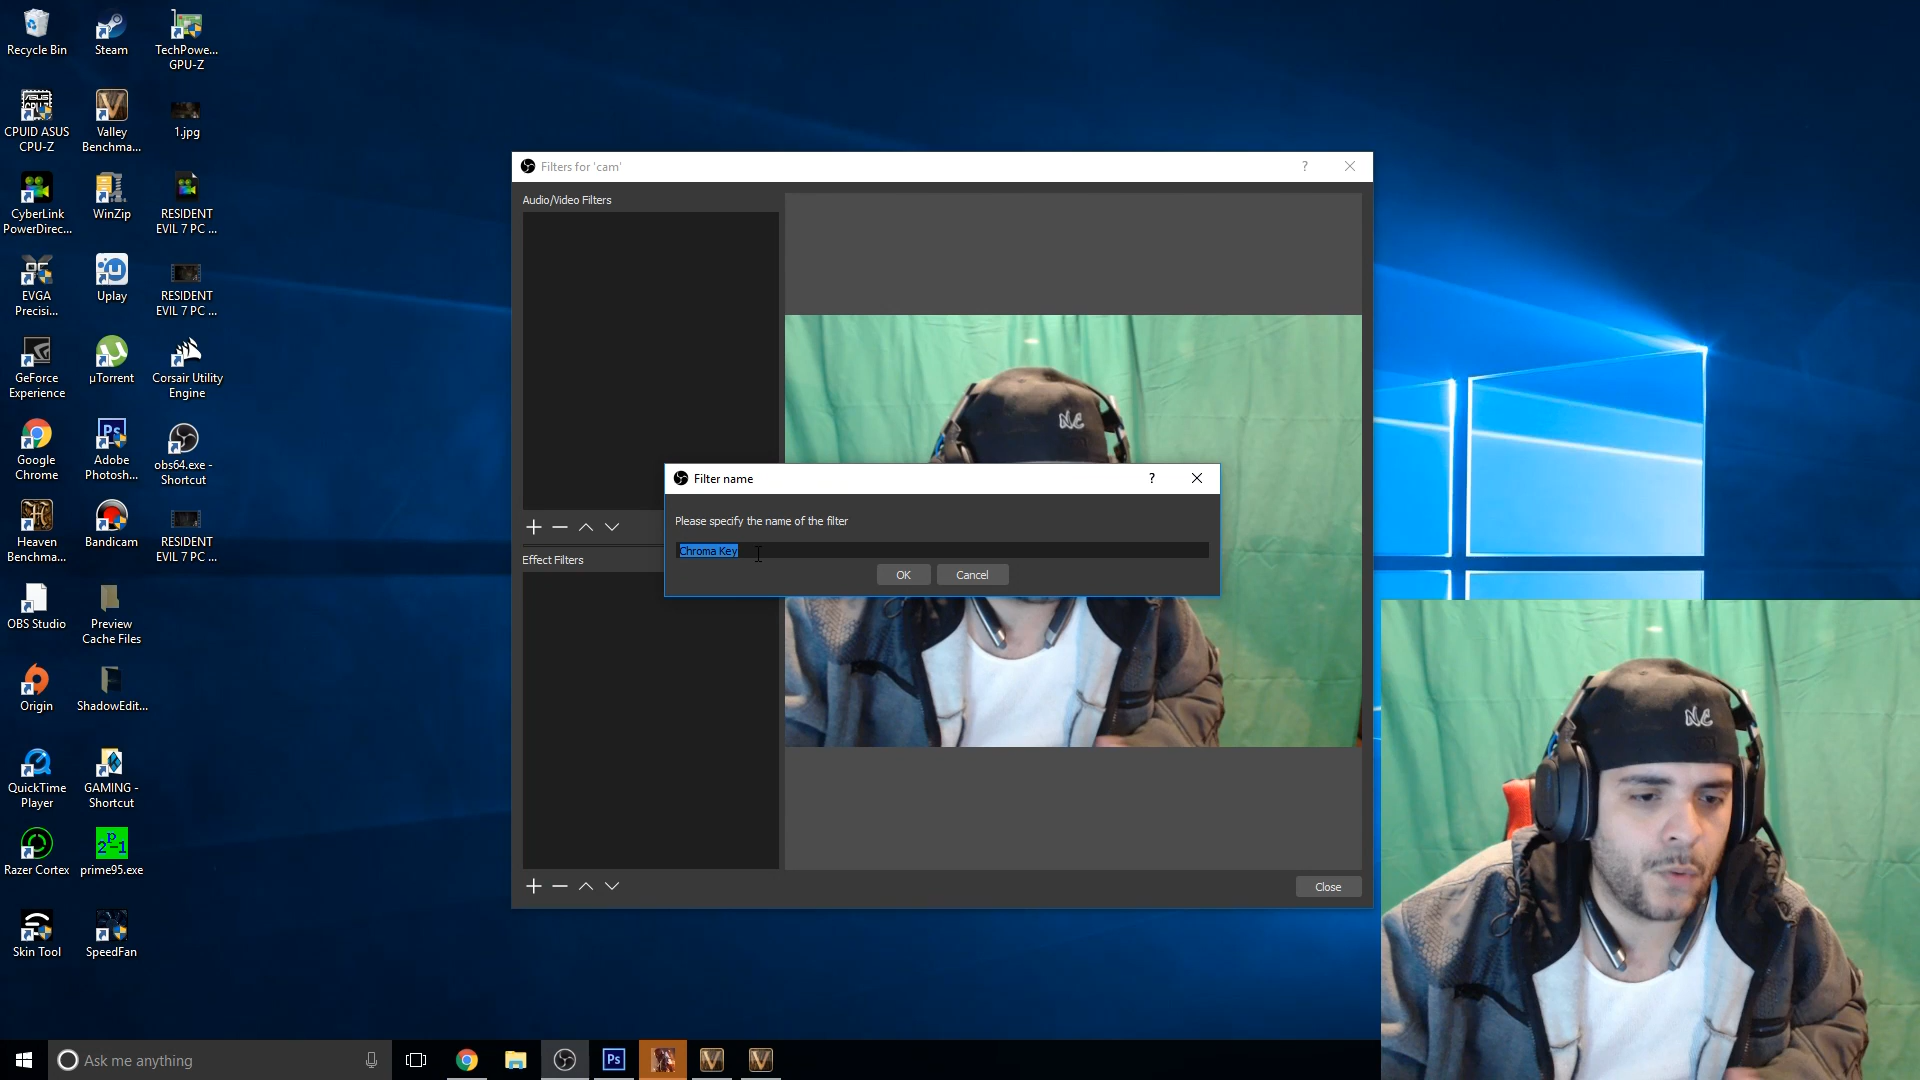 Recycle Bin
Steam
TechPowe...
GPU-Z
CPUID ASUS
CPU-Z
Valley
Benchma...
1.jpg
CyberLink
PowerDirec...
WinZip
RESIDENT
EVIL 7 PC ...
EVGA
Precisi...
Uplay
RESIDENT
EVIL 7 PC ...
GeForce
Experience
µTorrent
Corsair Utility
Engine
Google
Chrome
Adobe
Photosh...
obs64.exe -
Shortcut
Heaven
Benchma...
Bandicam
RESIDENT
EVIL 7 PC ...
OBS Studio
Preview
Cache Files
Origin
ShadowEdit...
QuickTime
Player
GAMING -
Shortcut
Razer Cortex
prime95.exe
Skin Tool
SpeedFan
Filters for 'cam'
Audio/Video Filters
Filter name
Please specify the name of the filter
Chroma Key
OK
Cancel
Effect Filters
Close
Ask me anything
Ps